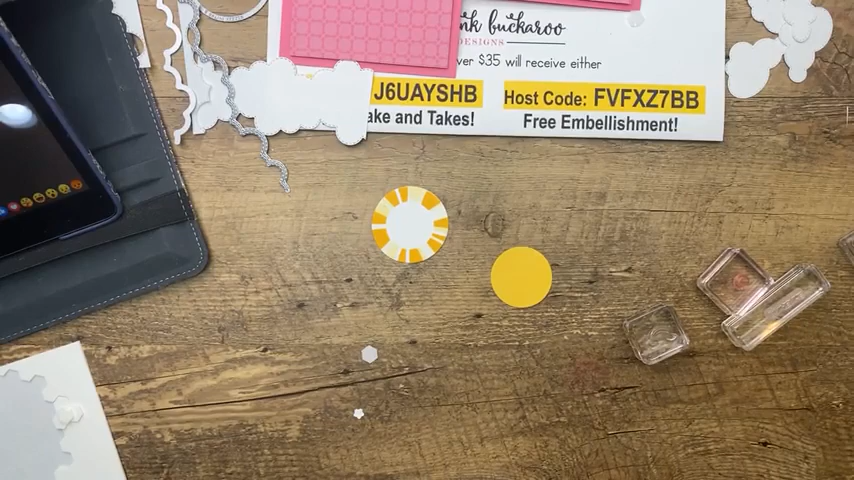 nk buckaroo
DESIGNS
ver $35 will receive either
J6UAYSHB
Host Code: FVFXZ7BB
ake and Takes!
Free Embellishment!